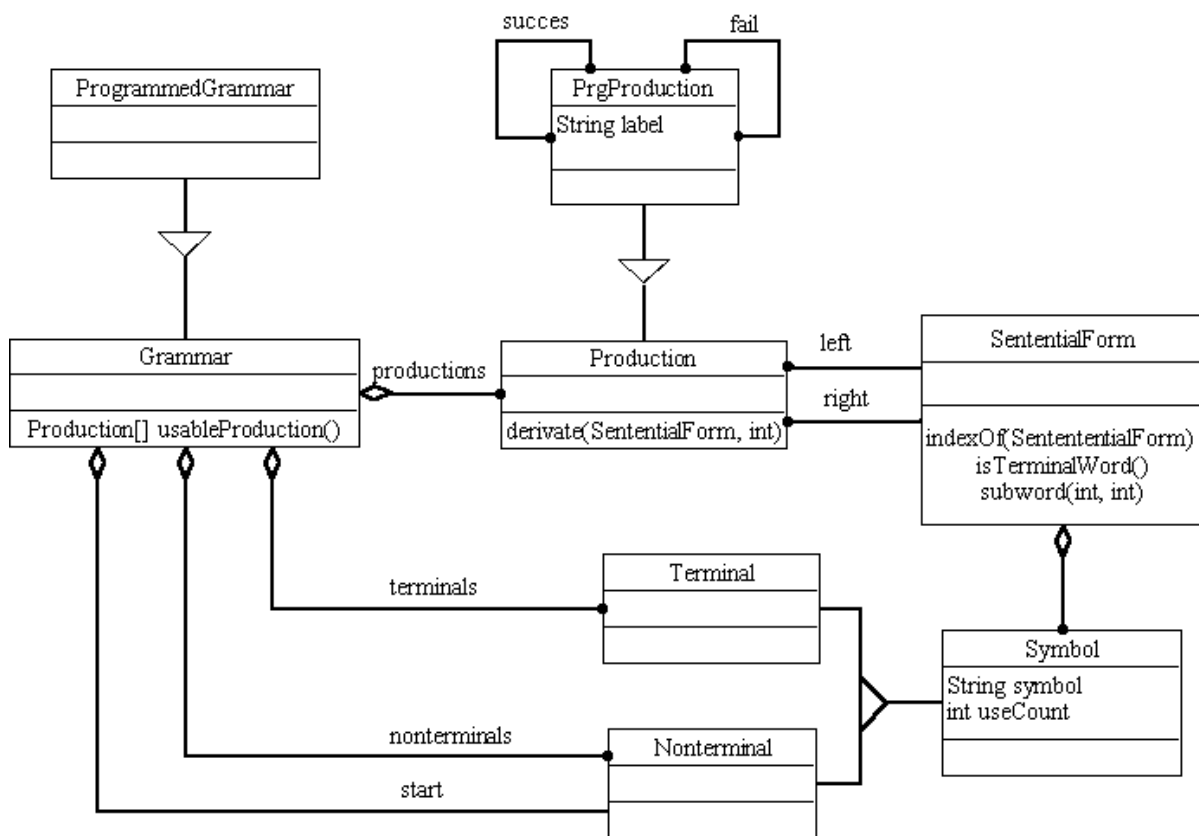 succes
fail
ProgrammedGrammar
PrgProduction
String label
Grammar
Production[] usableProduction()
productions
Production
derivate(SententialForm, int)
left
right
SententialForm
indexOf(SentententialForm)
isTerminalWord()
subword(int, int)
terminals
Terminal
nonterminals
start
Nonterminal
Symbol
String symbol
int useCount